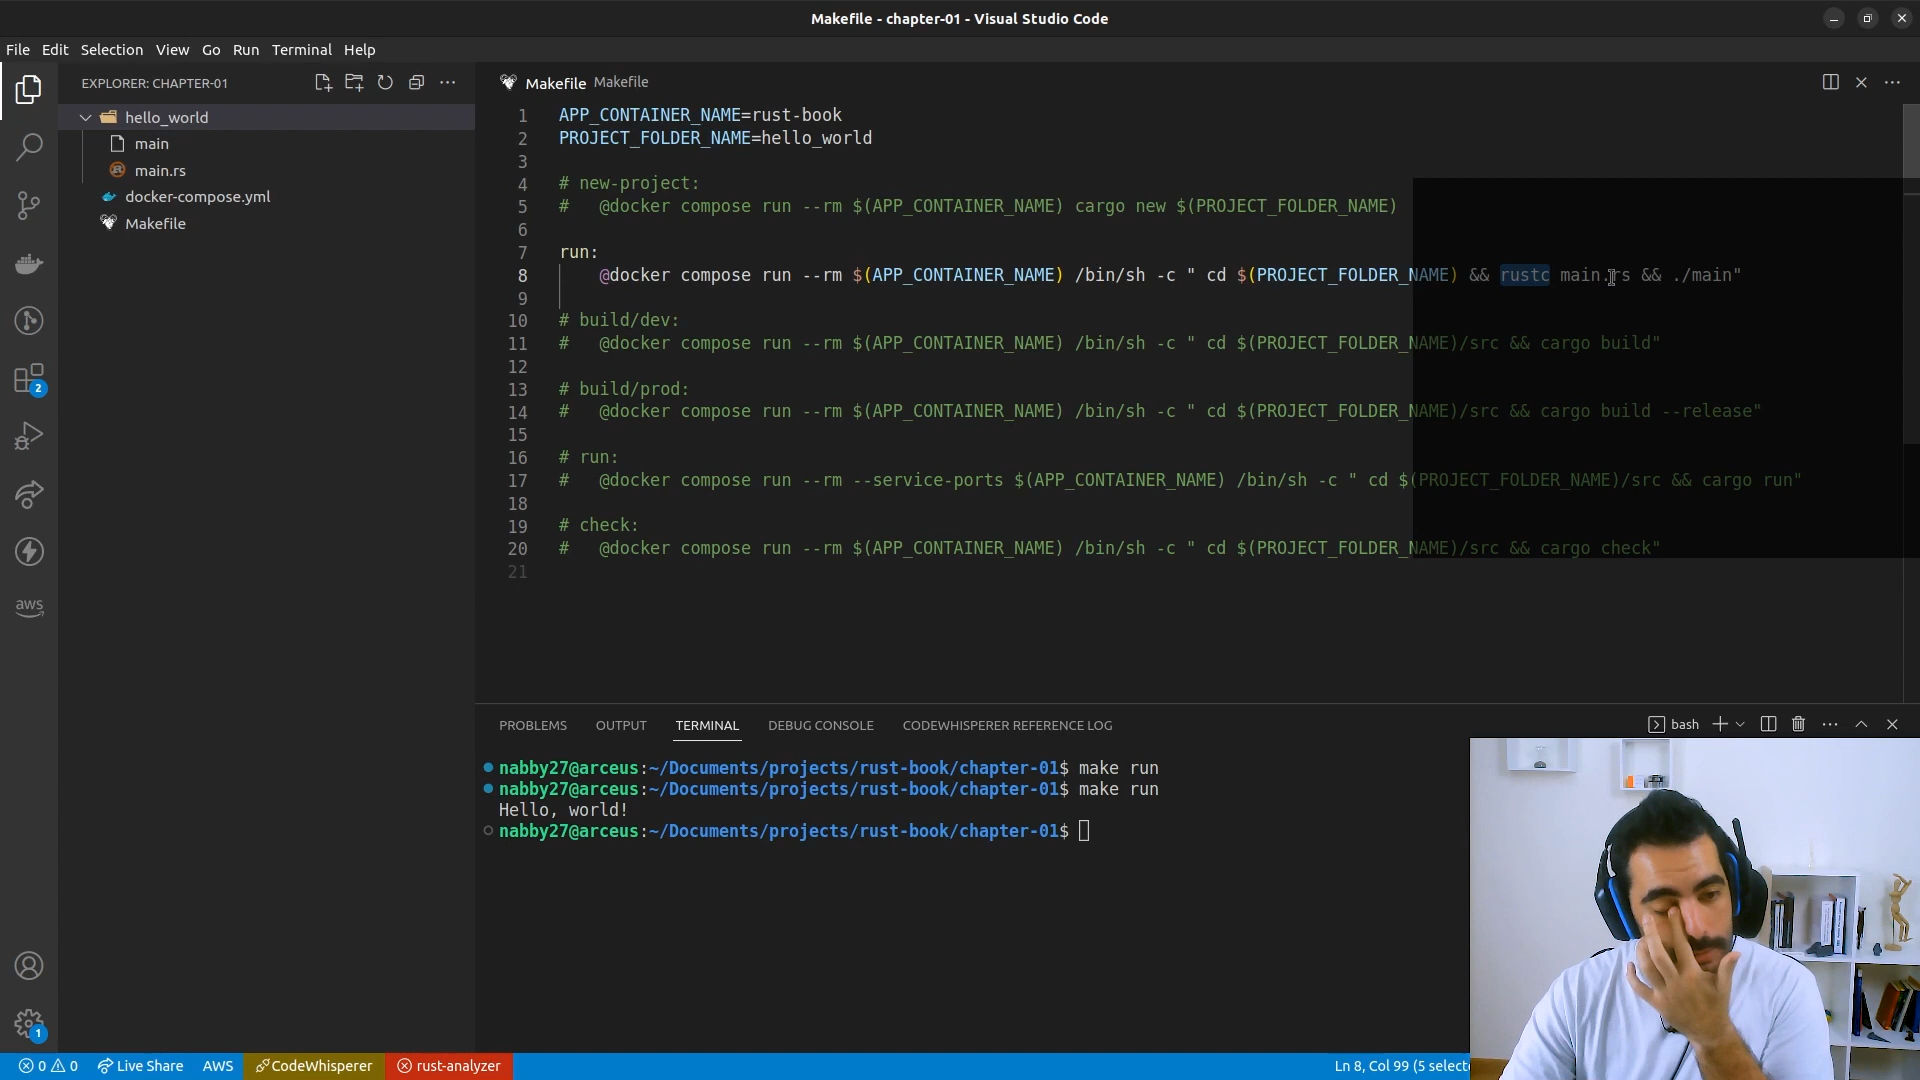 Makefile - chapter-01 - Visual Studio Code
File Edit Selection View Go Run Terminal Help
EXPLORER: CHAPTER-01
hello_world
main
main.rs
docker-compose.yml
Makefile
2
aws
1
Makefile Makefile
1 APP_CONTAINER_NAME=rust-book
2 PROJECT_FOLDER_NAME=hello_world
3
4 # new-project:
5 #   @docker compose run --rm $(APP_CONTAINER_NAME) cargo new $(PROJECT_FOLDER_NAME)
6
7 run:
8     @docker compose run --rm $(APP_CONTAINER_NAME) /bin/sh -c " cd $(PROJECT_FOLDER_NAME) && rustc main.rs && ./main"
9
10 # build/dev:
11 #   @docker compose run --rm $(APP_CONTAINER_NAME) /bin/sh -c " cd $(PROJECT_FOLDER_NAME)/src && cargo build"
12
13 # build/prod:
14 #   @docker compose run --rm $(APP_CONTAINER_NAME) /bin/sh -c " cd $(PROJECT_FOLDER_NAME)/src && cargo build --release"
15
16 # run:
17 #   @docker compose run --rm --service-ports $(APP_CONTAINER_NAME) /bin/sh -c " cd $(PROJECT_FOLDER_NAME)/src && cargo run"
18
19 # check:
20 #   @docker compose run --rm $(APP_CONTAINER_NAME) /bin/sh -c " cd $(PROJECT_FOLDER_NAME)/src && cargo check"
21
PROBLEMS OUTPUT TERMINAL DEBUG CONSOLE CODEWHISPERER REFERENCE LOG
bash
nabby27@arceus:~/Documents/projects/rust-book/chapter-01$ make run
nabby27@arceus:~/Documents/projects/rust-book/chapter-01$ make run
Hello, world!
nabby27@arceus:~/Documents/projects/rust-book/chapter-01$
0 0 Live Share AWS CodeWhisperer rust-analyzer Ln 8, Col 99 (5 selecte